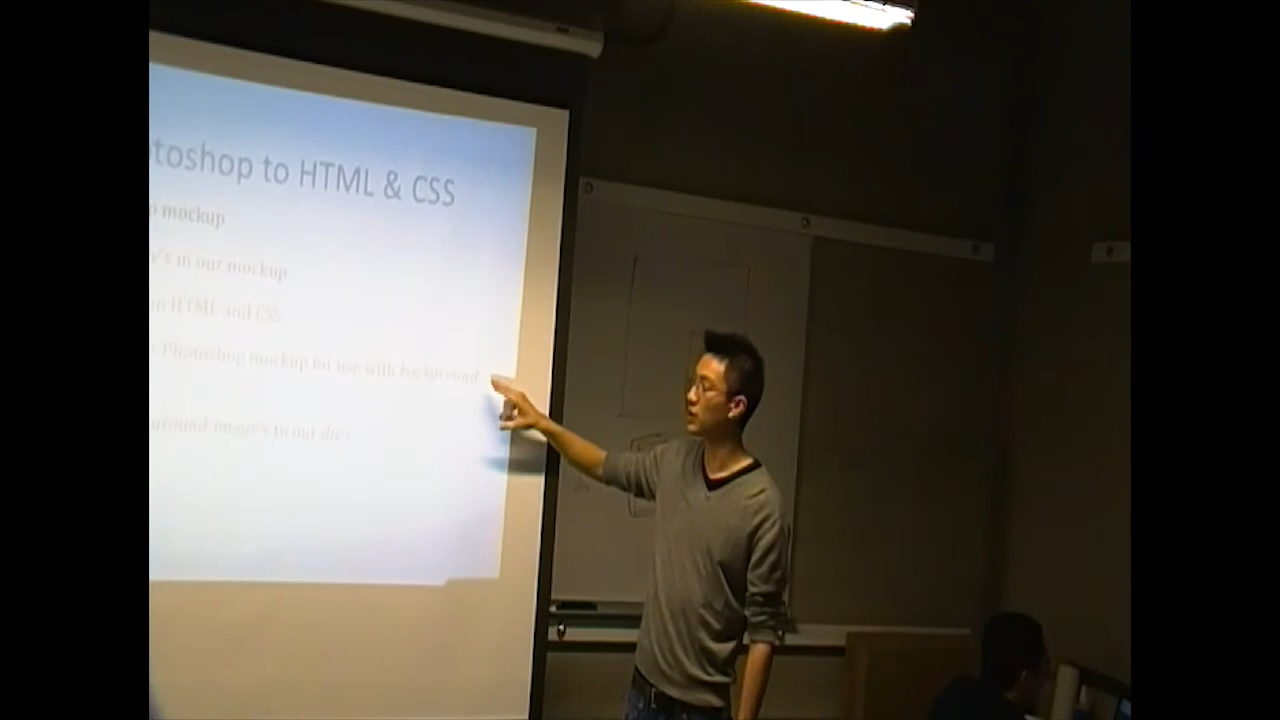 toshop to HTML & CSS
mockup
's in our mockup
in HTML and CSS
Photoshop mockup for use with background
ground images to our div's